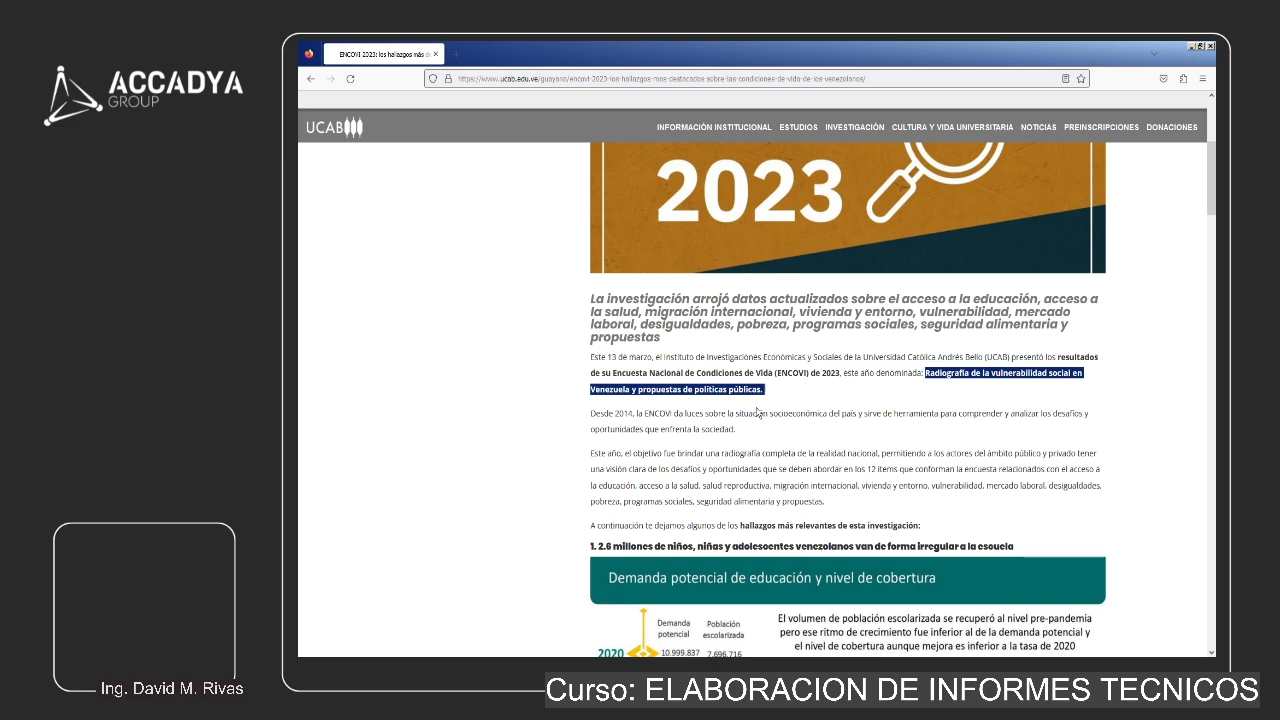 ACCADYA
GROUP
ENCOVI 2023: los hallazgos más de
https://www.ucab.edu.ve/guayana/encovi-2023-los-hallazgos-mas-destacados-sobre-las-condiciones-de-vida-de-los-venezolanos/
UCAB
INFORMACIÓN INSTITUCIONAL ESTUDIOS INVESTIGACIÓN CULTURA Y VIDA UNIVERSITARIA NOTICIAS PREINSCRIPCIONES DONACIONES
2023
La investigación arrojó datos actualizados sobre el acceso a la educación, acceso a
la salud, migración internacional, vivienda y entorno, vulnerabilidad, mercado
laboral, desigualdades, pobreza, programas sociales, seguridad alimentaria y
propuestas
Este 13 de marzo, el Instituto de Investigaciones Económicas y Sociales de la Universidad Católica Andrés Bello (UCAB) presentó los resultados
de su Encuesta Nacional de Condiciones de Vida (ENCOVI) de 2023, este año denominada: Radiografía de la vulnerabilidad social en
Venezuela y propuestas de políticas públicas.
Desde 2014, la ENCOVI da luces sobre la situación socioeconómica del país y sirve de herramienta para comprender y analizar los desafíos y
oportunidades que enfrenta la sociedad.
Este año, el objetivo fue brindar una radiografía completa de la realidad nacional, permitiendo a los actores del ámbito público y privado tener
una visión clara de los desafíos y oportunidades que se deben abordar en los 12 ítems que conforman la encuesta relacionados con el acceso a
la educación, acceso a la salud, salud reproductiva, migración internacional, vivienda y entorno, vulnerabilidad, mercado laboral, desigualdades,
pobreza, programas sociales, seguridad alimentaria y propuestas.
A continuación te dejamos algunos de los hallazgos más relevantes de esta investigación:
1. 2.6 millones de niños, niñas y adolescentes venezolanos van de forma irregular a la escuela
Demanda potencial de educación y nivel de cobertura
Demanda
potencial
Población
escolarizada
2020 10.999.837 7.696.716
El volumen de población escolarizada se recuperó al nivel pre-pandemia
pero ese ritmo de crecimiento fue inferior al de la demanda potencial y
el nivel de cobertura aunque mejora es inferior a la tasa de 2020
Ing. David M. Rivas
Curso: ELABORACION DE INFORMES TECNICOS